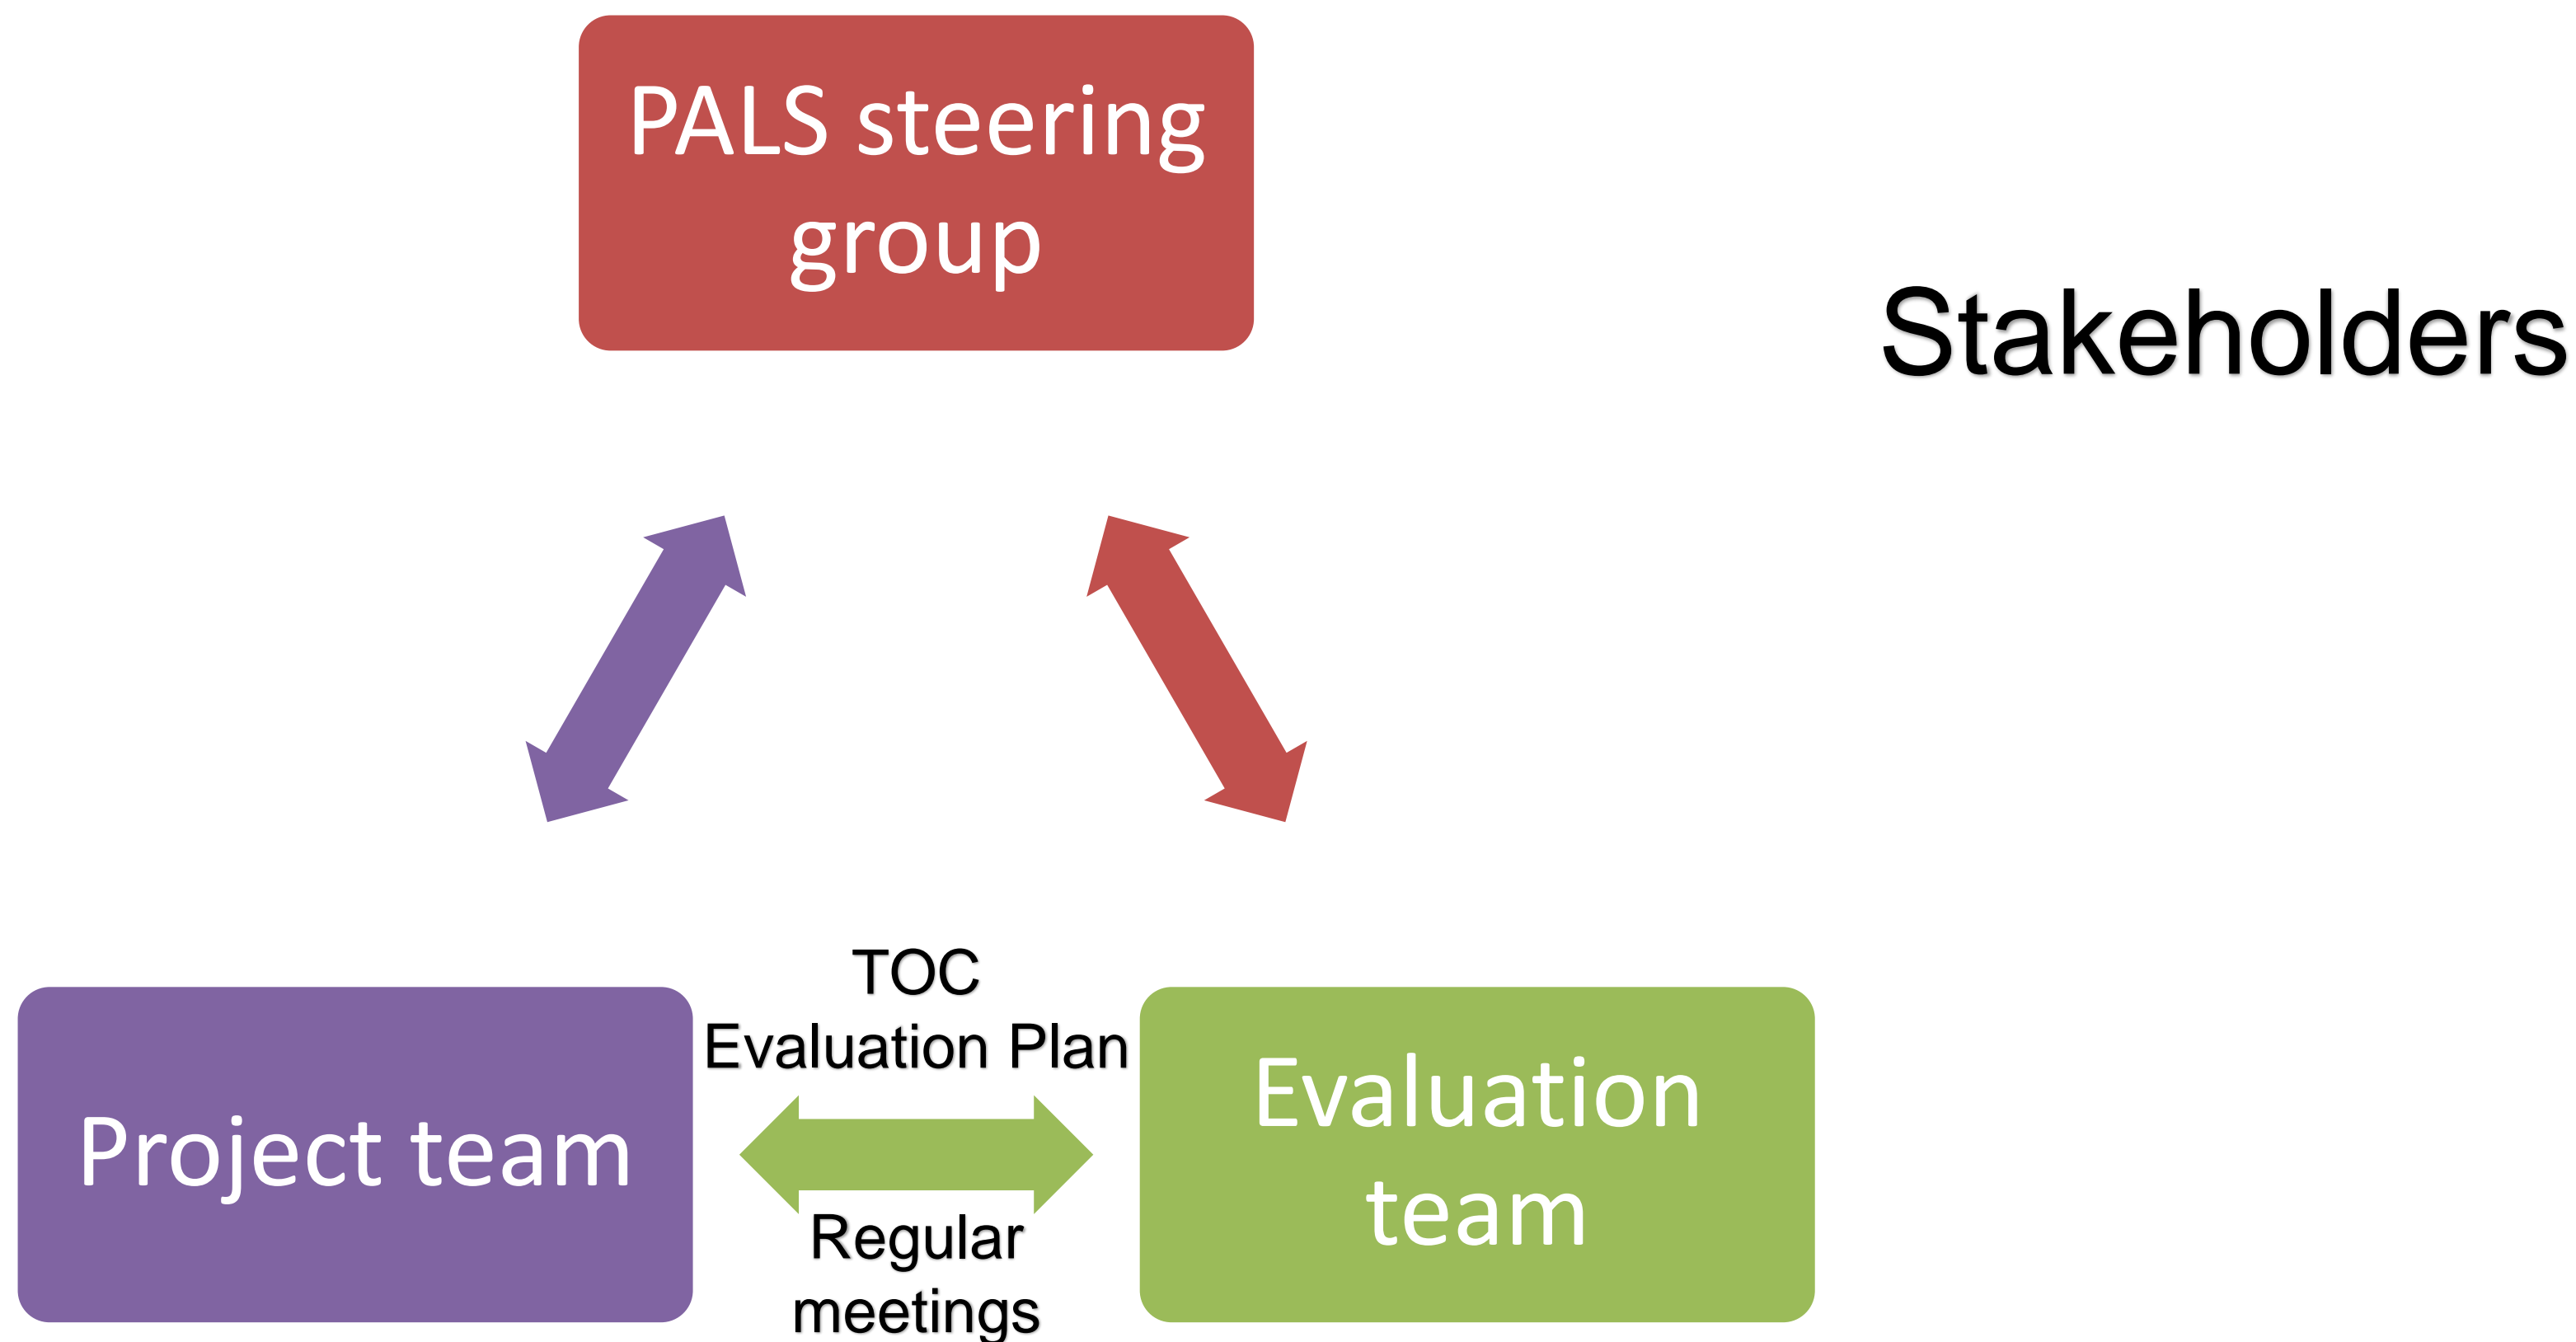 PALS steering
group
Stakeholders
TOC
Evaluation Plan
Project team
Evaluation
team
Regular
meetings